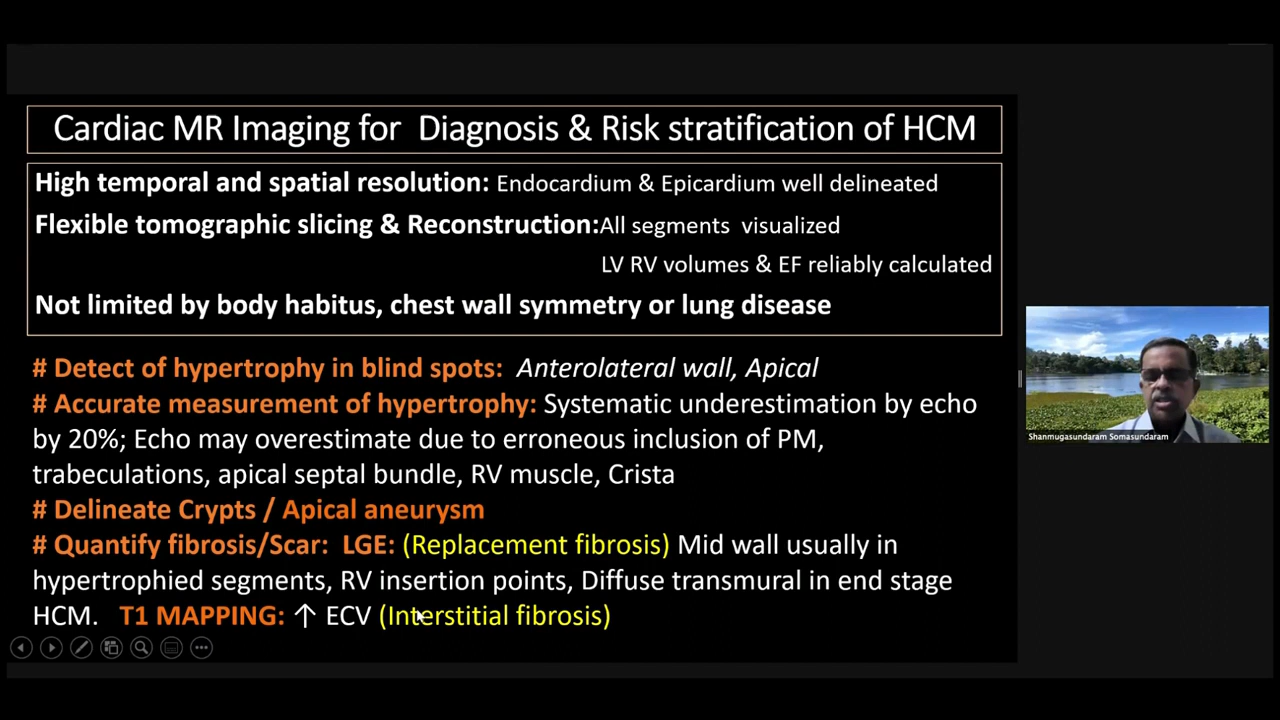 Cardiac MR Imaging for Diagnosis & Risk stratification of HCM
High temporal and spatial resolution: Endocardium & Epicardium well delineated
Flexible tomographic slicing & Reconstruction:All segments visualized
LV RV volumes & EF reliably calculated
Not limited by body habitus, chest wall symmetry or lung disease
# Detect of hypertrophy in blind spots: Anterolateral wall, Apical
# Accurate measurement of hypertrophy: Systematic underestimation by echo
by 20%; Echo may overestimate due to erroneous inclusion of PM,
trabeculations, apical septal bundle, RV muscle, Crista
# Delineate Crypts / Apical aneurysm
# Quantify fibrosis/Scar: LGE: (Replacement fibrosis) Mid wall usually in
hypertrophied segments, RV insertion points, Diffuse transmural in end stage
HCM. T1 MAPPING: ↑ ECV (Interstitial fibrosis)
Shanmugasundaram Somasundaram